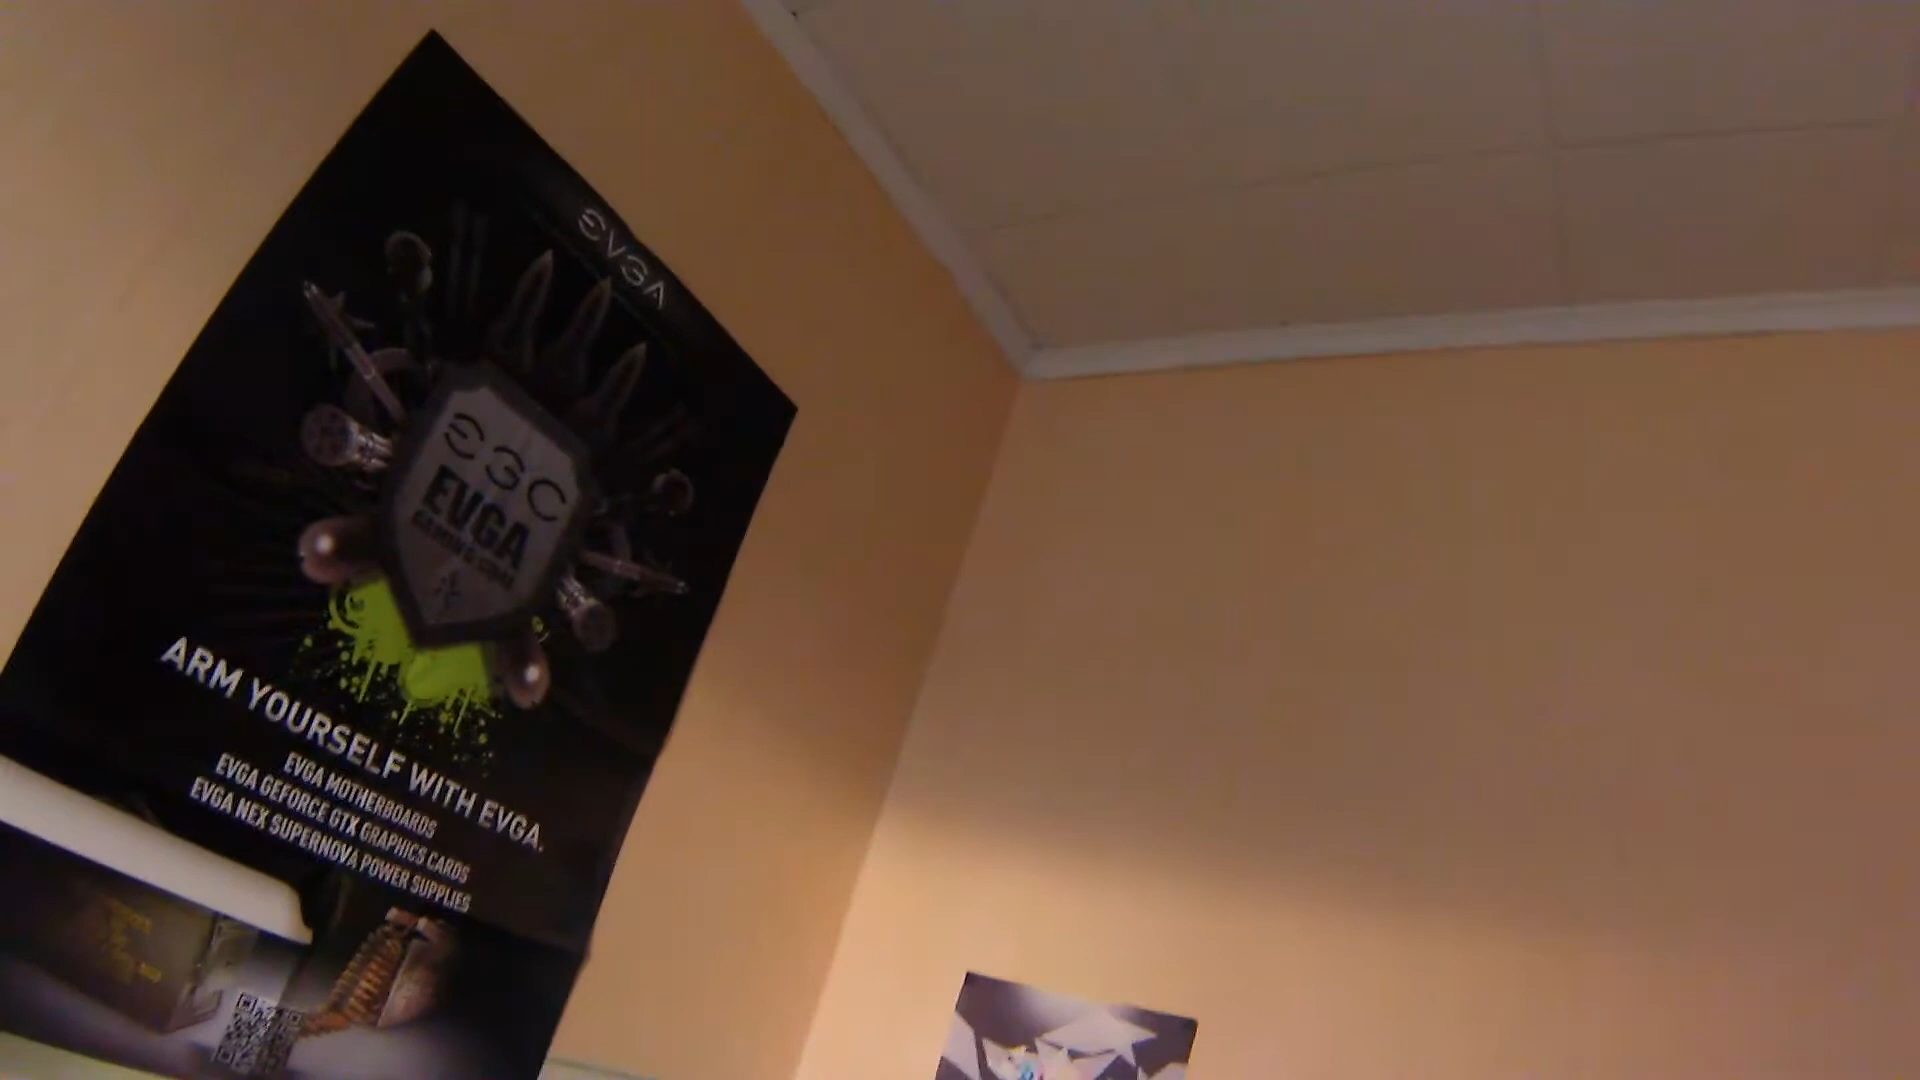 EVGA
EGC
EVGA
GAMING
ARM YOURSELF WITH EVGA.
EVGA MOTHERBOARDS
EVGA GEFORCE GTX GRAPHICS CARDS
EVGA NEX SUPERNOVA POWER SUPPLIES